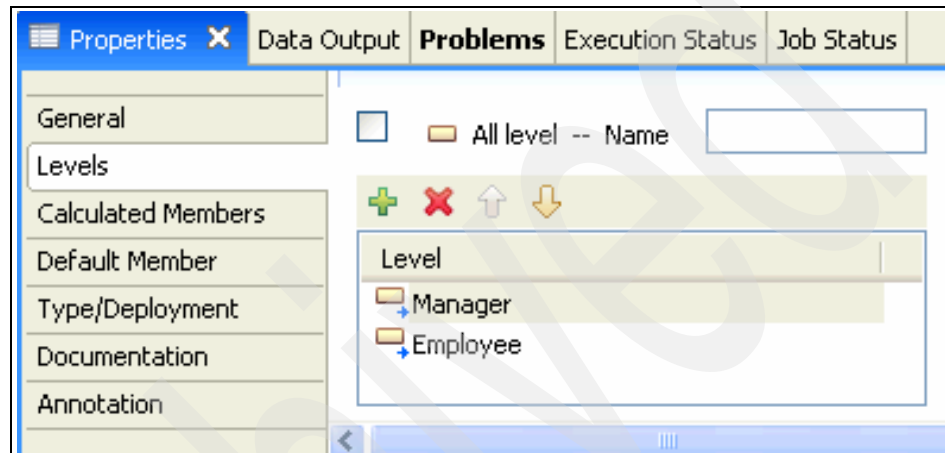 Properties Data Output Problems Execution Status Job Status
General
Levels
Calculated Members
Default Member
Type/Deployment
Documentation
Annotation
All level -- Name
Level
Manager
Employee